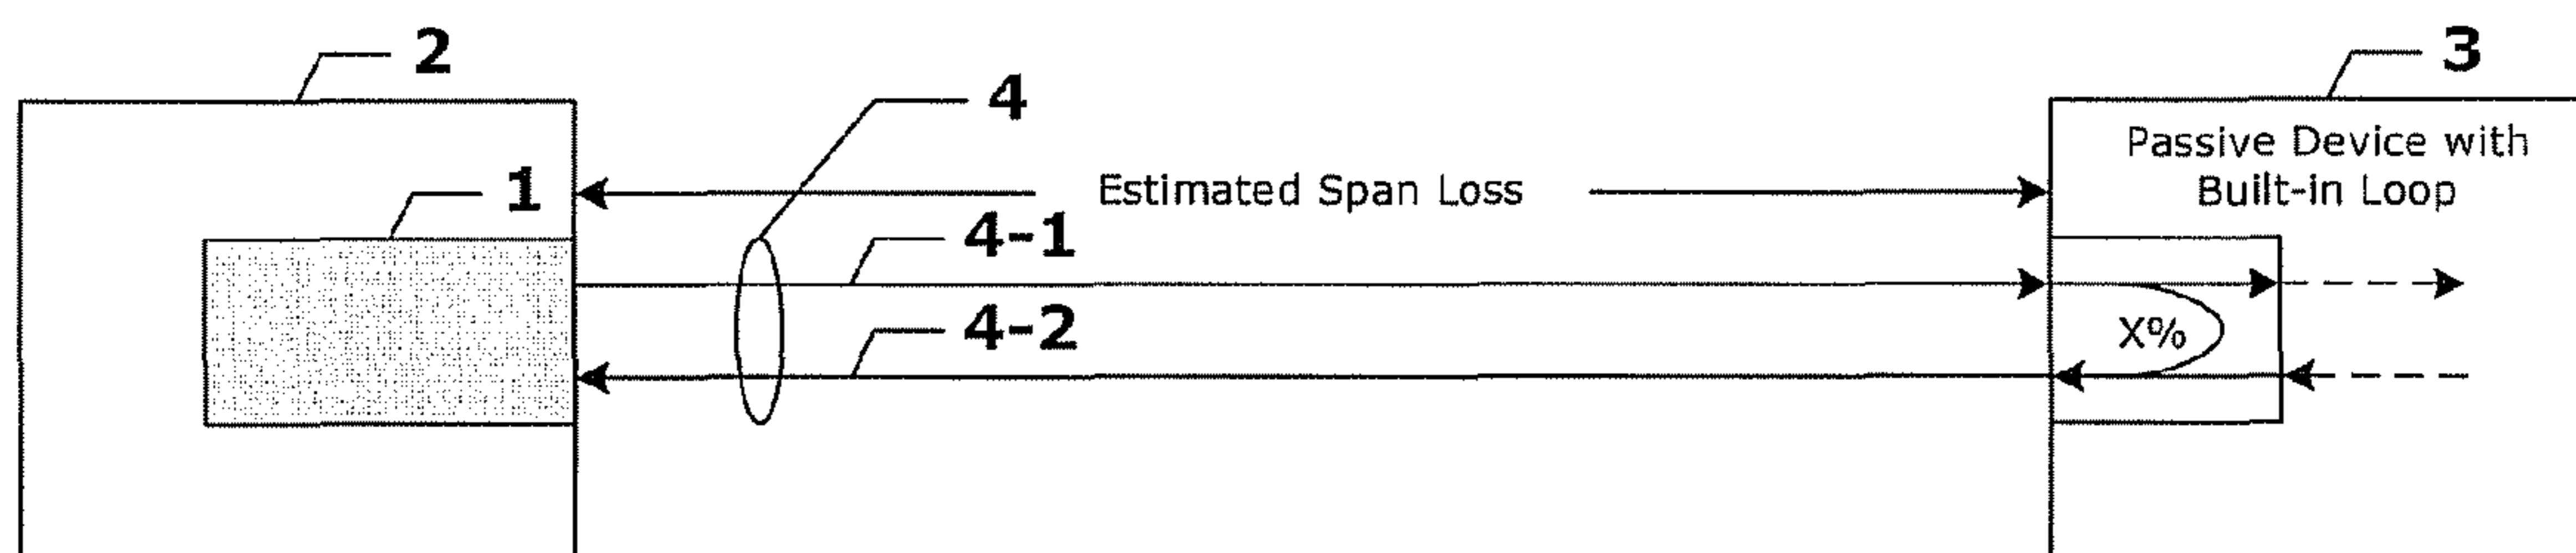 2
3
4
Passive Device with
Built-in Loop
Estimated Span Loss
1
4-1
4-2
X%